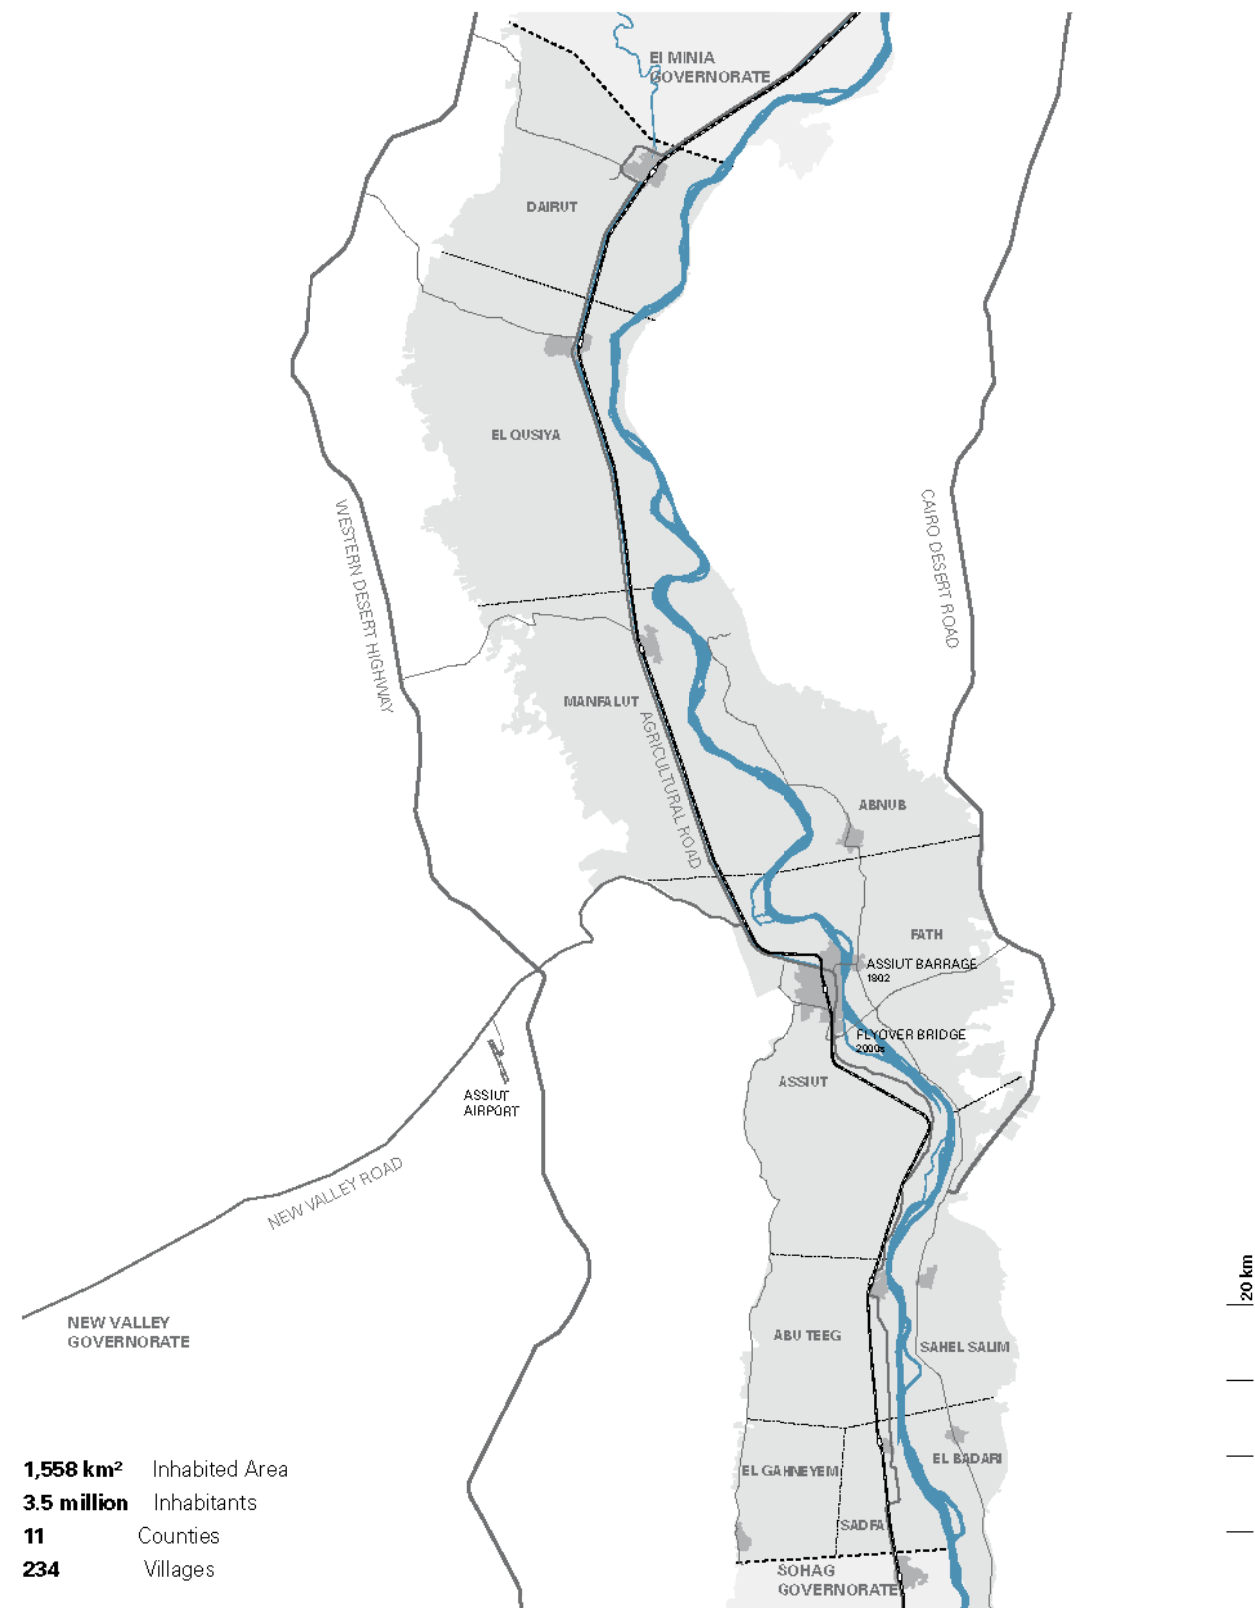 El MINIA
GOVERNORATE
DAIRUT
EL QUSIYA
WESTERN DESERT HIGHWAY
CAIRO DESERT ROAD
MANFALUT
AGRICULTURAL ROAD
ABNUB
FATH
ASSIUT BARRAGE
1902
FLYOVER BRIDGE
2000s
ASSIUT
ASSIUT
AIRPORT
NEW VALLEY ROAD
NEW VALLEY
GOVERNORATE
20 km
ABU TEEG
SAHEL SALIM
EL GAHNEYEM
EL BADARI
SADFA
SOHAG
GOVERNORATE
1,558 km² Inhabited Area
3.5 million Inhabitants
11 Counties
234 Villages